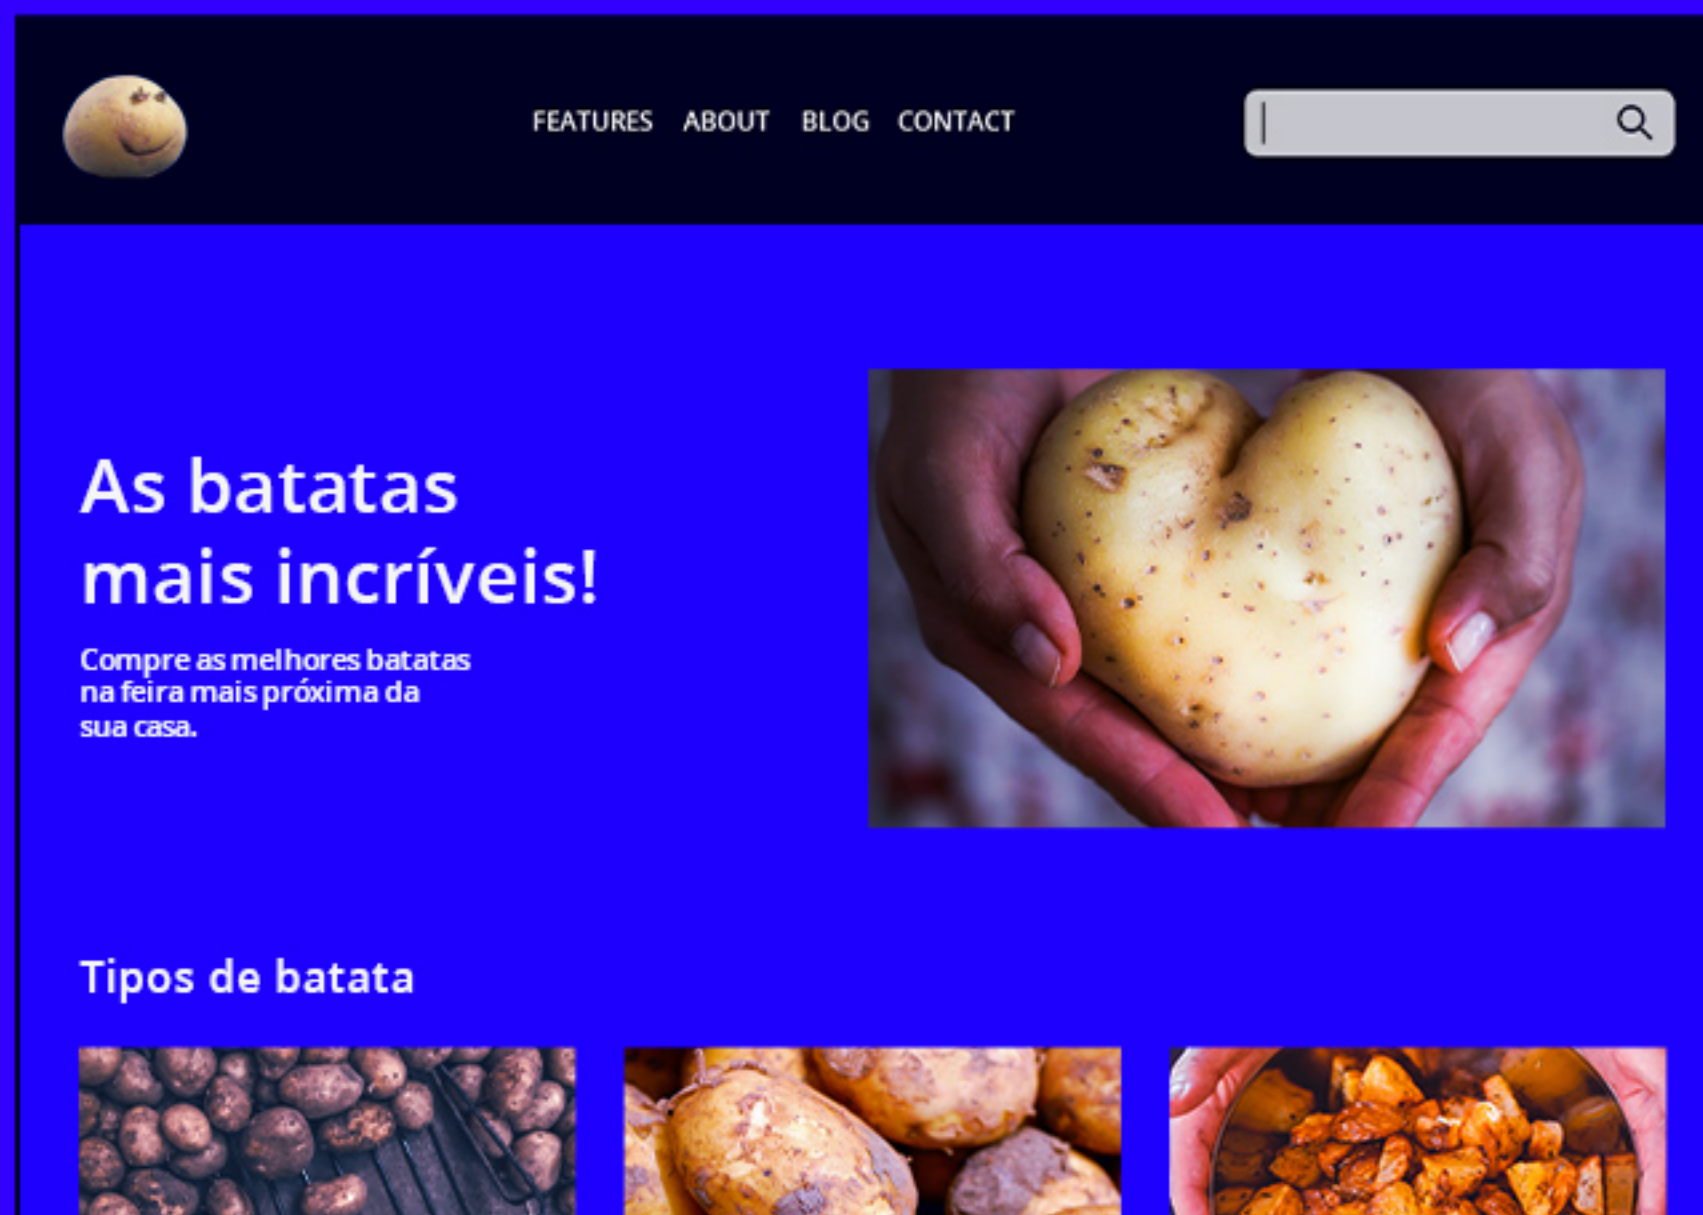 FEATURES ABOUT BLOG CONTACT
As batatas
mais incríveis!
Compre as melhores batatas
na feira mais próxima da
sua casa.
Tipos de batata